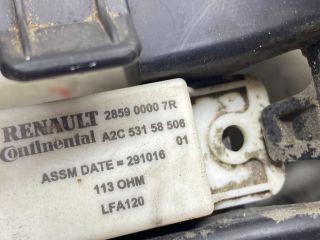 RENAULT 2859 0000 7R
Continental A2C 531 58 506
01
ASSM DATE = 291016
113 OHM
LFA120